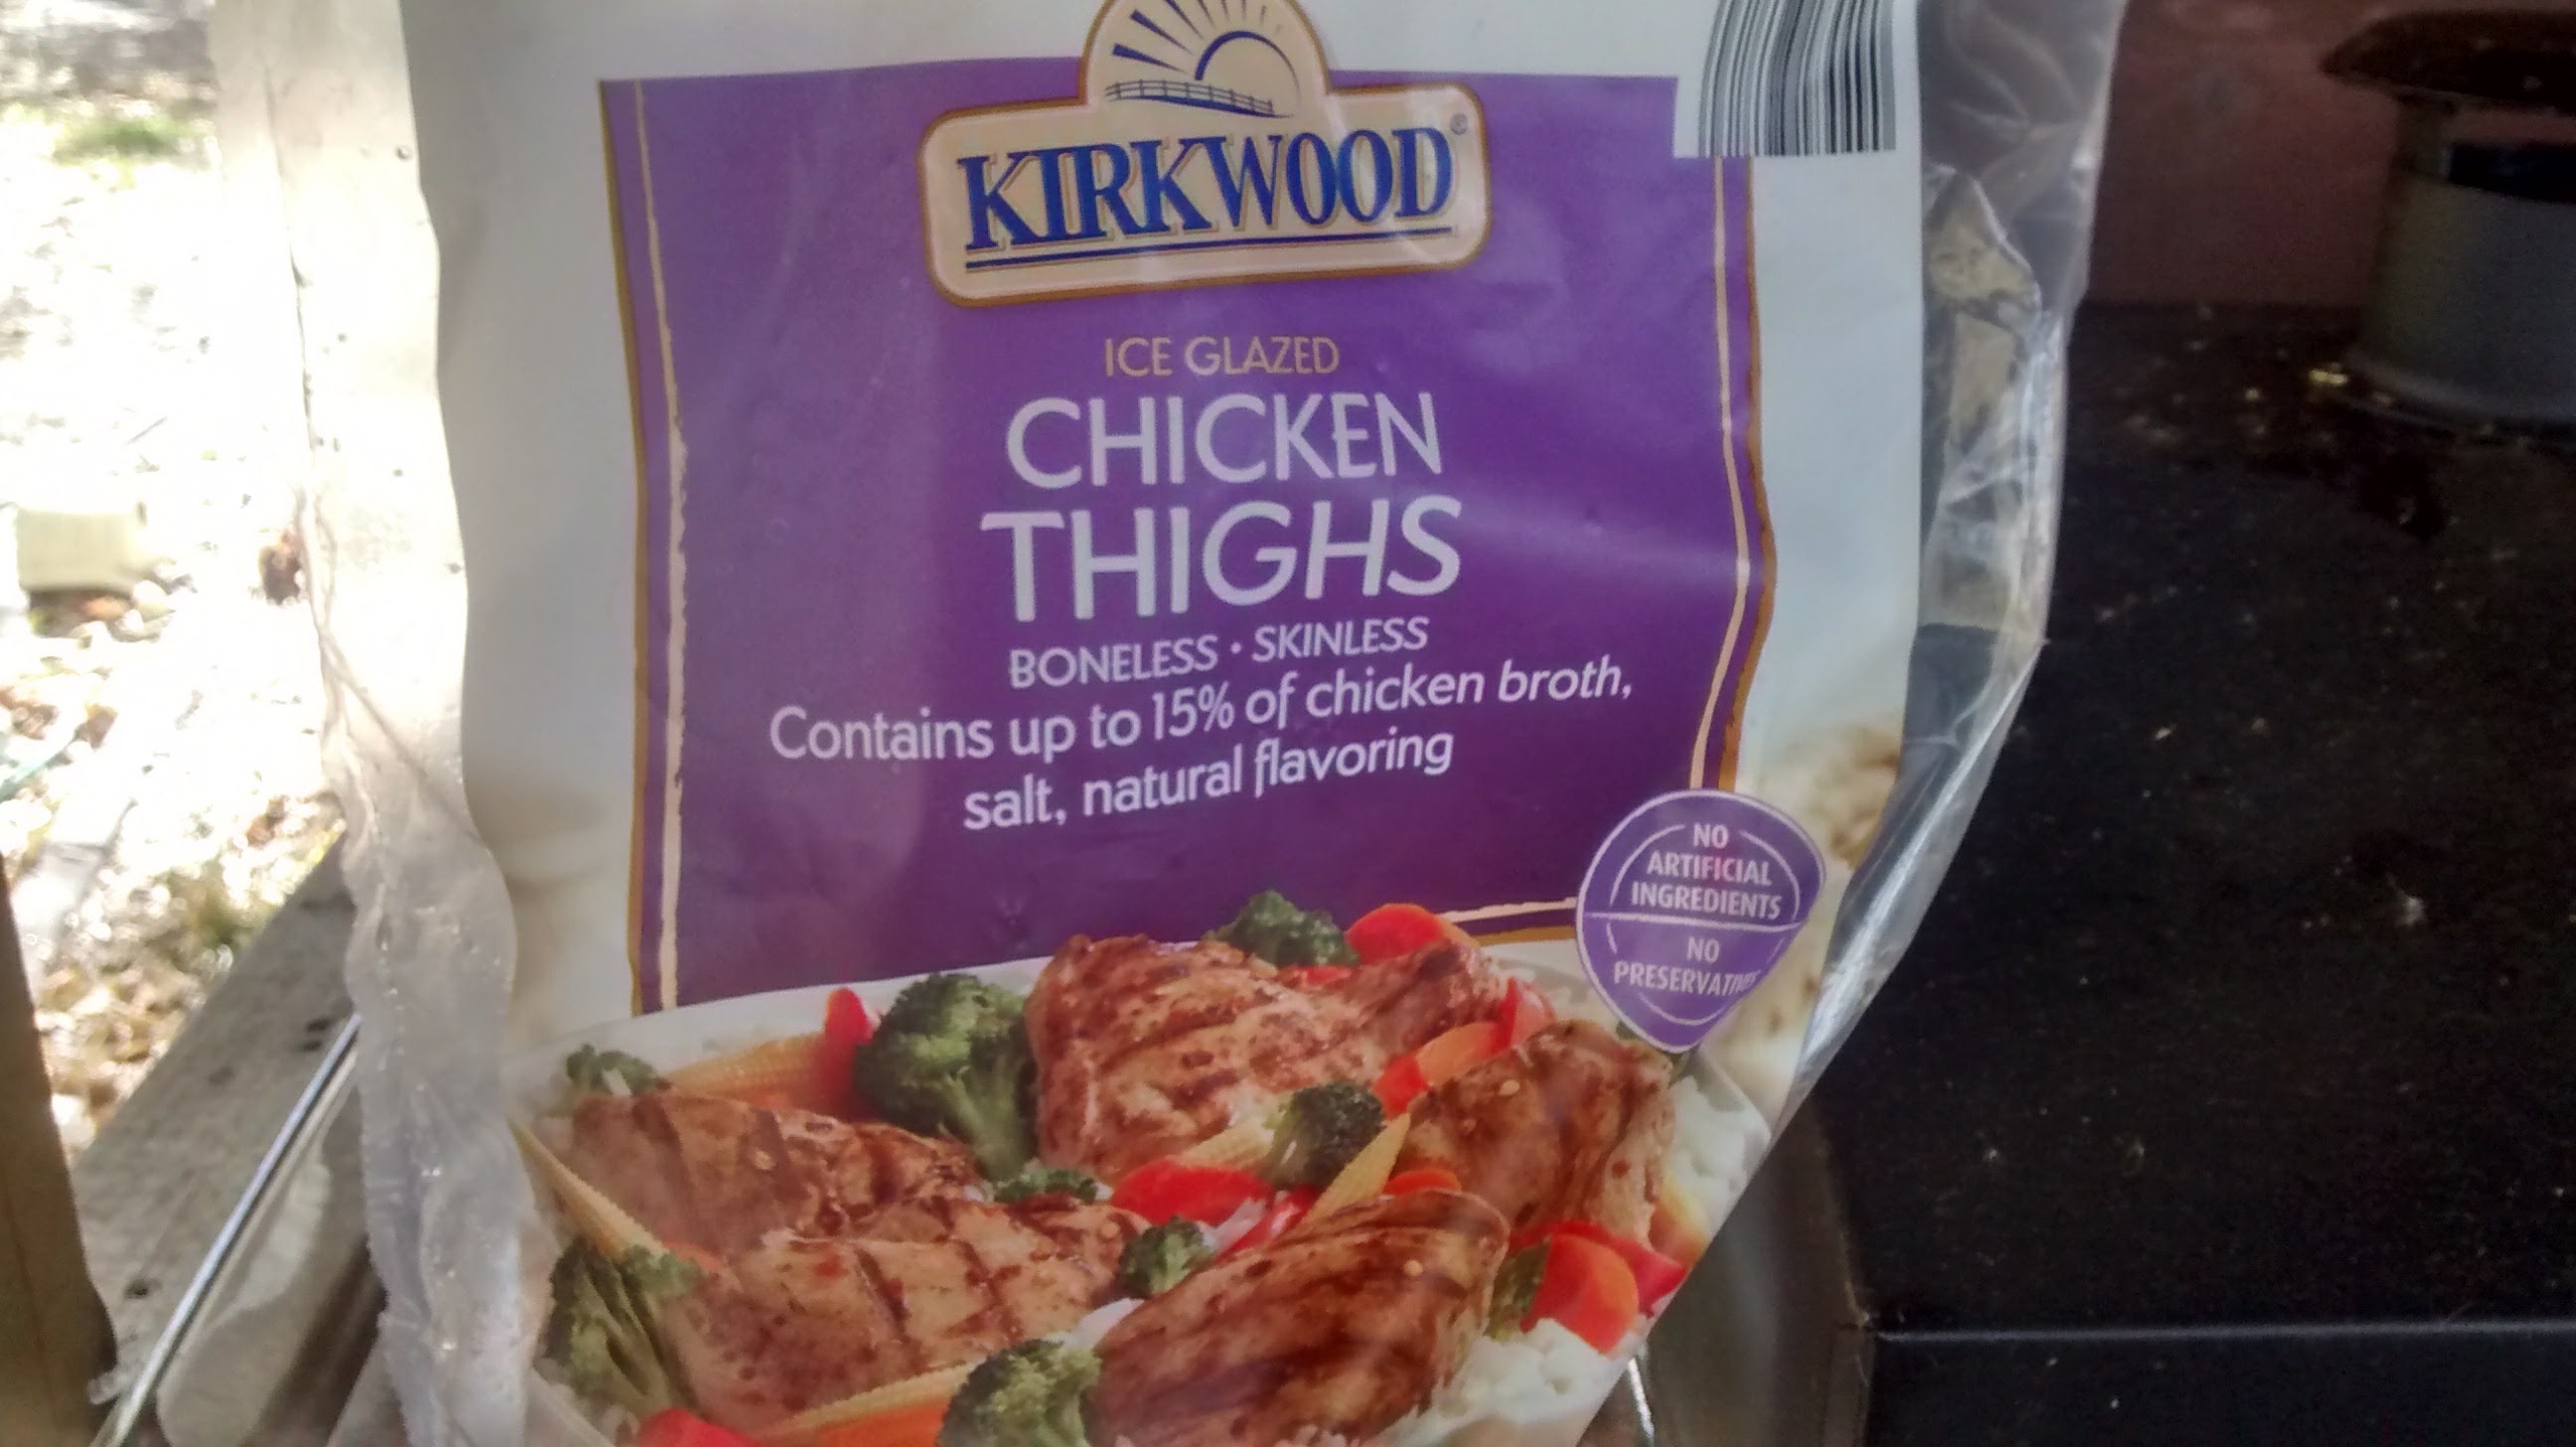 KIRKWOOD®
ICE GLAZED
CHICKEN
THIGHS
BONELESS • SKINLESS
Contains up to 15% of chicken broth,
salt, natural flavoring
NO
ARTIFICIAL
INGREDIENTS
NO
PRESERVATIVES